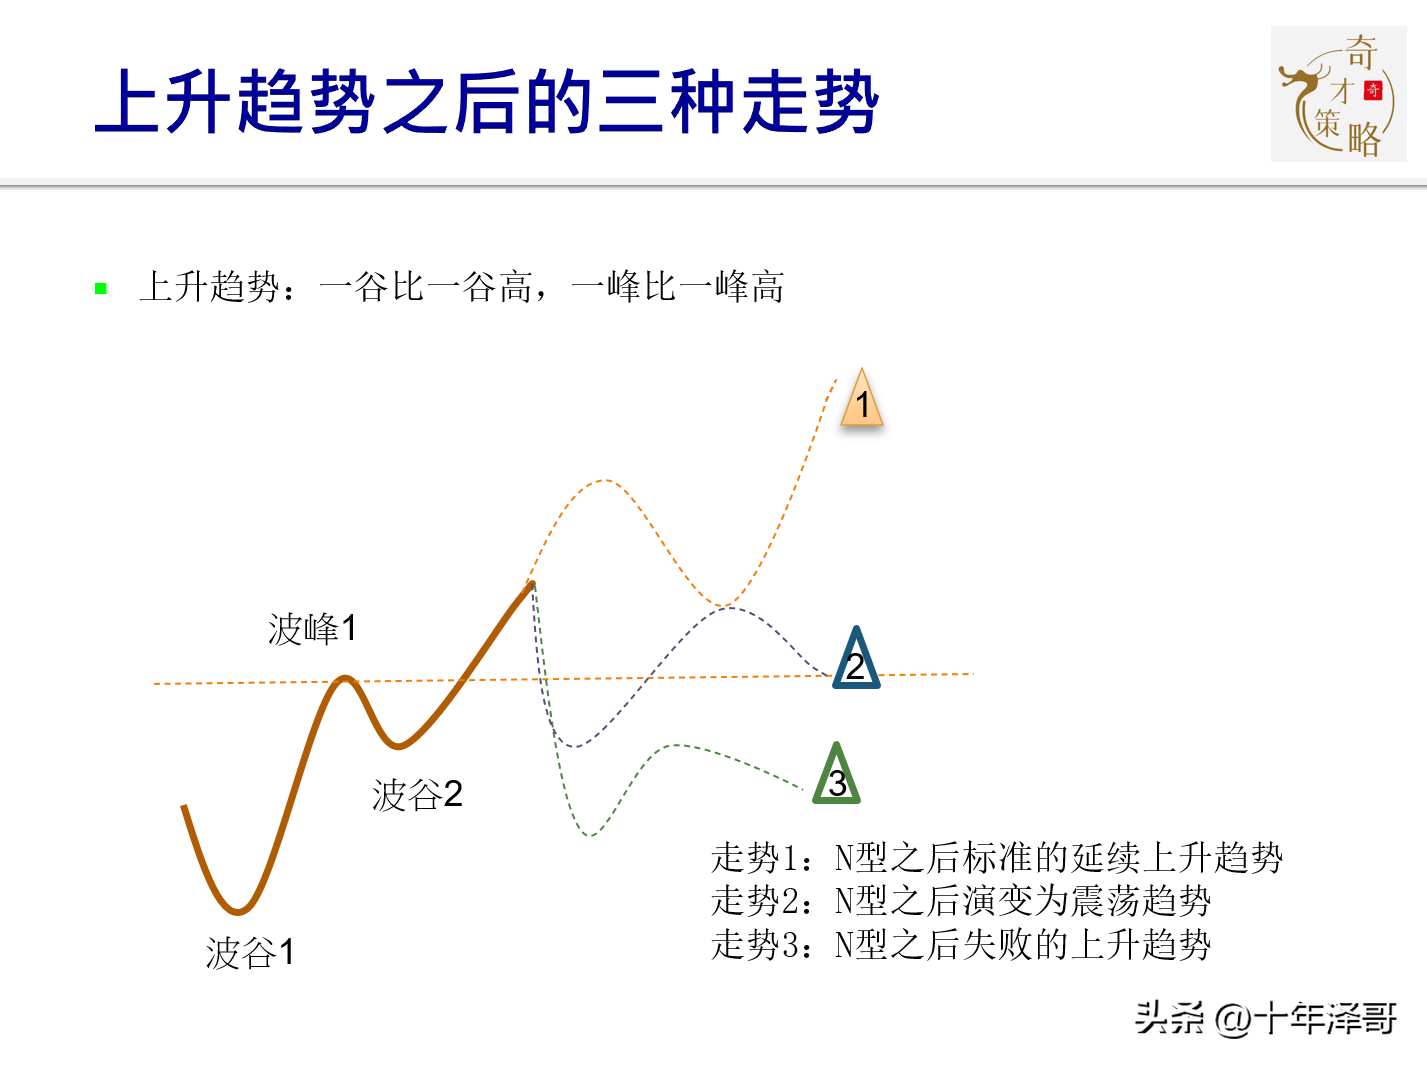 上升趋势之后的三种走势
奇
才
奇
策
略
上升趋势：一谷比一谷高，一峰比一峰高
1
波峰1
2
波谷2
3
走势1：N型之后标准的延续上升趋势
走势2：N型之后演变为震荡趋势
走势3：N型之后失败的上升趋势
波谷1
头条 @十年泽哥